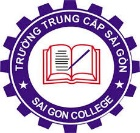 TRƯỜNG TRUNG CẤP SÀI GÒN
SAI GON COLLEGE